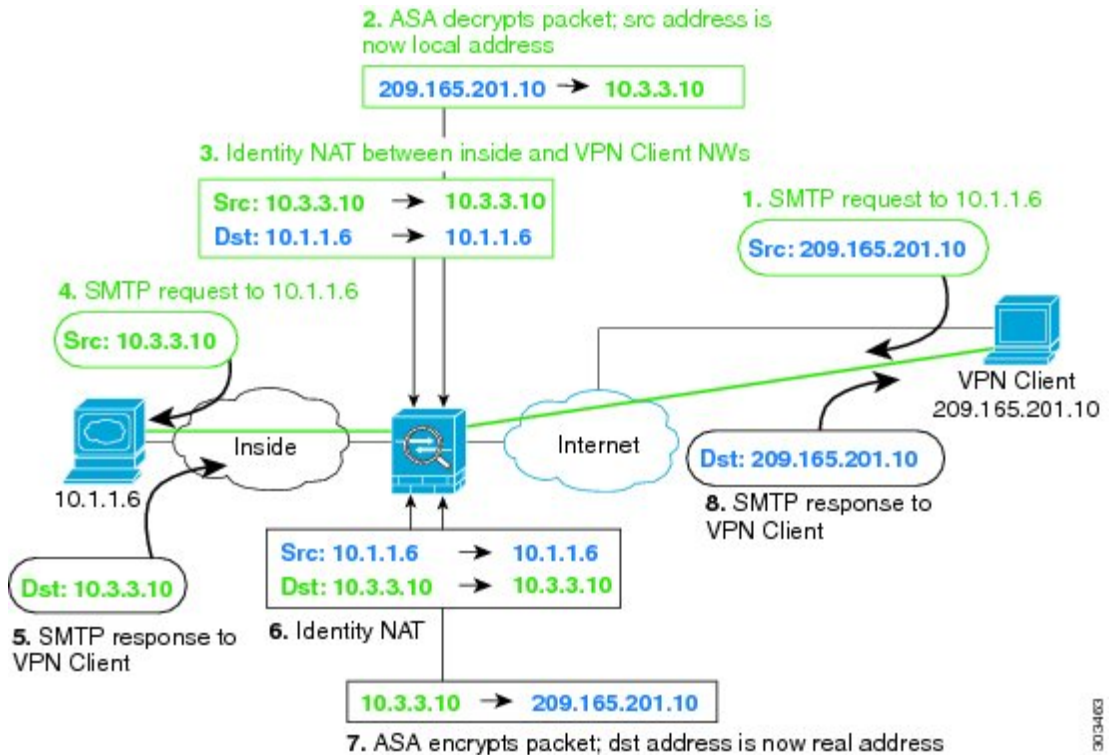 2. ASA decrypts packet; src address is
now local address
209.165.201.10 → 10.3.3.10
3. Identity NAT between inside and VPN Client NWs
Src: 10.3.3.10 → 10.3.3.10
Dst: 10.1.1.6 → 10.1.1.6
1. SMTP request to 10.1.1.6
Src: 209.165.201.10
4. SMTP request to 10.1.1.6
Src: 10.3.3.10
VPN Client
209.165.201.10
Inside
Internet
10.1.1.6
Dst: 209.165.201.10
8. SMTP response to
VPN Client
Src: 10.1.1.6 → 10.1.1.6
Dst: 10.3.3.10 → 10.3.3.10
6. Identity NAT
Dst: 10.3.3.10
5. SMTP response to
VPN Client
10.3.3.10 → 209.165.201.10
7. ASA encrypts packet; dst address is now real address
303463